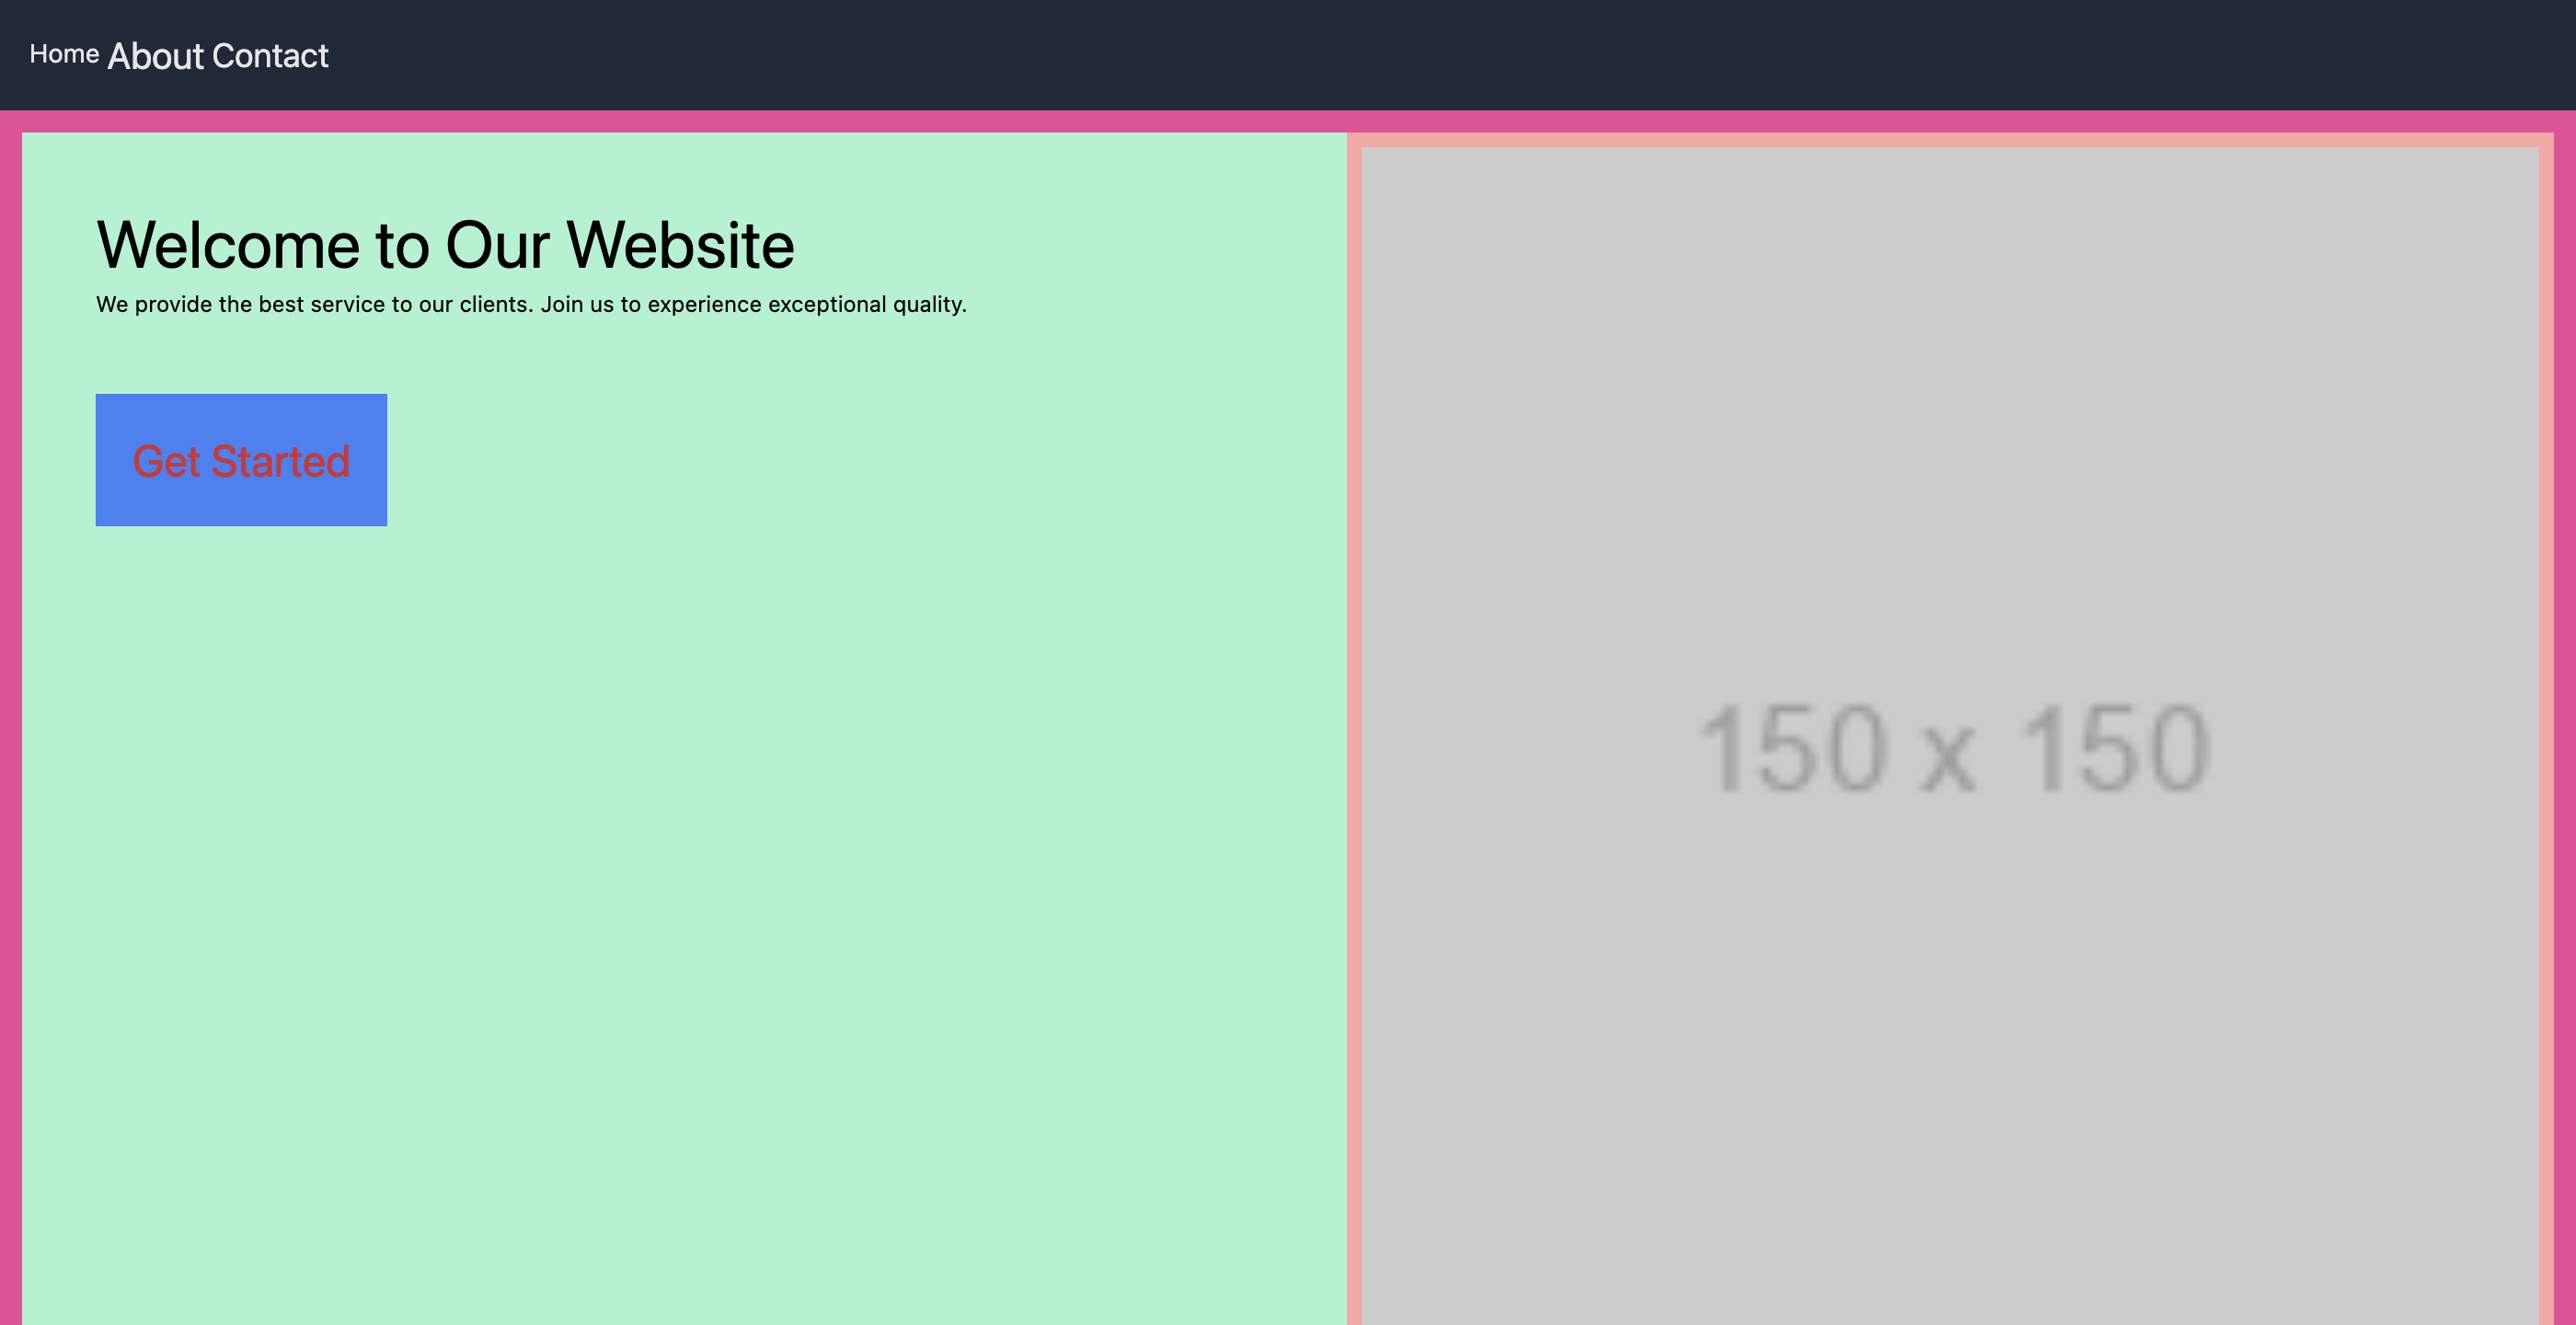 Home About Contact
Welcome to Our Website
We provide the best service to our clients. Join us to experience exceptional quality.
Get Started
150 x 150